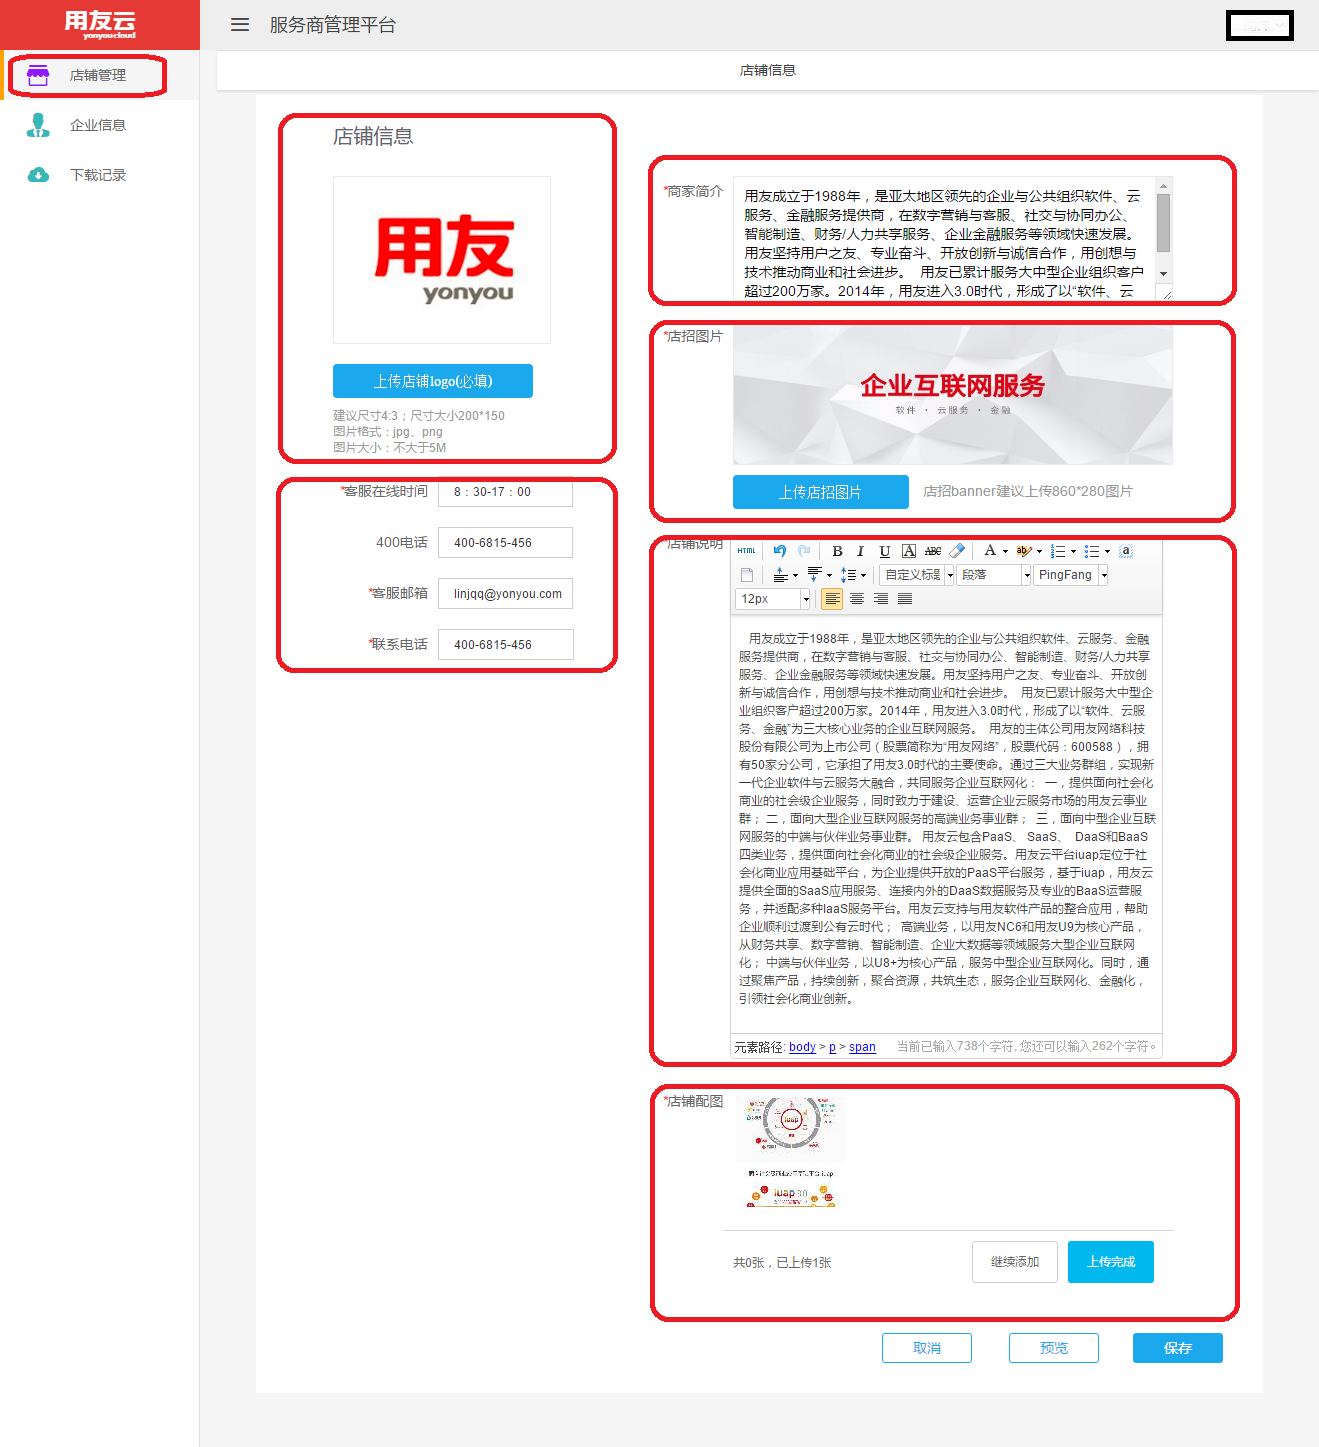 用友云
yonyoucloud
服务商管理平台
店铺管理
企业信息
下载记录
店铺信息
店铺信息
用友
yonyou
上传店铺logo(必填)
建议尺寸4:3；尺寸大小200*150
图片格式：jpg、png
图片大小：不大于5M
*客服在线时间
8：30-17：00
400电话
400-6815-456
*客服邮箱
linjqq@yonyou.com
*联系电话
400-6815-456
*商家简介
用友成立于1988年，是亚太地区领先的企业与公共组织软件、云
服务、金融服务提供商，在数字营销与客服、社交与协同办公、
智能制造、财务/人力共享服务、企业金融服务等领域快速发展。
用友坚持用户之友、专业奋斗、开放创新与诚信合作，用创想与
技术推动商业和社会进步。 用友已累计服务大中型企业组织客户
超过200万家。2014年，用友进入3.0时代，形成了以“软件、云
*店招图片
企业互联网服务
软件 · 云服务 · 金融
上传店招图片
店招banner建议上传860*280图片
*店铺说明
HTML
B I U A ABC A ab a
自定义标题 段落 PingFang
12px
用友成立于1988年，是亚太地区领先的企业与公共组织软件、云服务、金融
服务提供商，在数字营销与客服、社交与协同办公、智能制造、财务/人力共享
服务、企业金融服务等领域快速发展。用友坚持用户之友、专业奋斗、开放创
新与诚信合作，用创想与技术推动商业和社会进步。 用友已累计服务大中型企
业组织客户超过200万家。2014年，用友进入3.0时代，形成了以“软件、云服
务、金融”为三大核心业务的企业互联网服务。 用友的主体公司用友网络科技
股份有限公司为上市公司（股票简称为“用友网络”，股票代码：600588），拥
有50家分公司，它承担了用友3.0时代的主要使命。通过三大业务群组，实现新
一代企业软件与云服务大融合，共同服务企业互联网化： 一，提供面向社会化
商业的社会级企业服务，同时致力于建设、运营企业云服务市场的用友云事业
群； 二，面向大型企业互联网服务的高端业务事业群； 三，面向中型企业互联
网服务的中端与伙伴业务事业群。 用友云包含PaaS、 SaaS、 DaaS和BaaS
四类业务，提供面向社会化商业的社会级企业服务。用友云平台iuap定位于社
会化商业应用基础平台，为企业提供开放的PaaS平台服务，基于iuap，用友云
提供全面的SaaS应用服务、连接内外的DaaS数据服务及专业的BaaS运营服
务，并适配多种IaaS服务平台。用友云支持与用友软件产品的整合应用，帮助
企业顺利过渡到公有云时代； 高端业务，以用友NC6和用友U9为核心产品，
从财务共享、数字营销、智能制造、企业大数据等领域服务大型企业互联网
化； 中端与伙伴业务，以U8+为核心产品，服务中型企业互联网化。同时，通
过聚焦产品，持续创新，聚合资源，共筑生态，服务企业互联网化、金融化，
引领社会化商业创新。
元素路径: body > p > span
当前已输入738个字符, 您还可以输入262个字符。
*店铺配图
iuap
iuap 3.0
共0张，已上传1张
继续添加
上传完成
取消
预览
保存